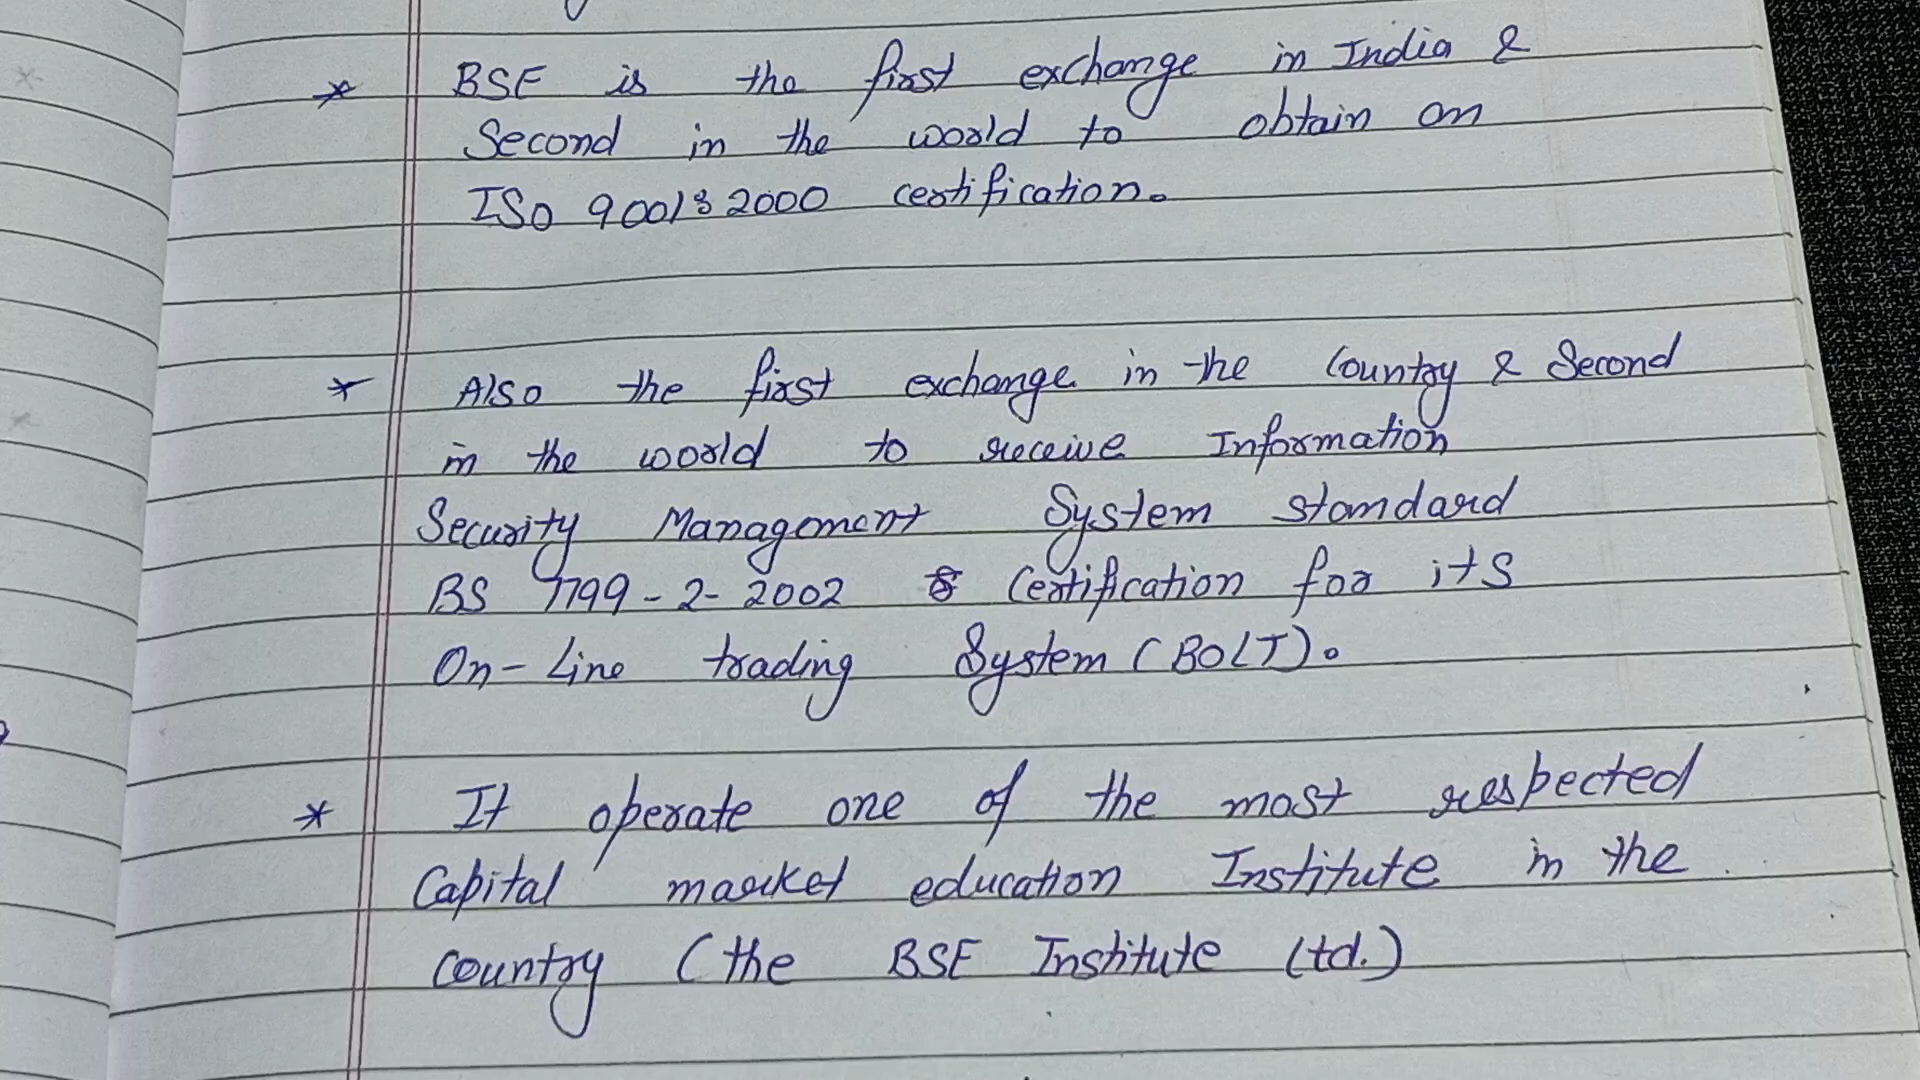 * BSE is the first exchange in India &
Second in the world to obtain an
ISO 9001:2000 certification.
* Also the first exchange in the Country & Second
in the world to receive Information
Security Management System standard
BS 7799-2-2002 Certification for its
On-Line trading System (BOLT).
* It operate one of the most respected
Capital market education Institute in the
Country (the BSE Institute Ltd.)